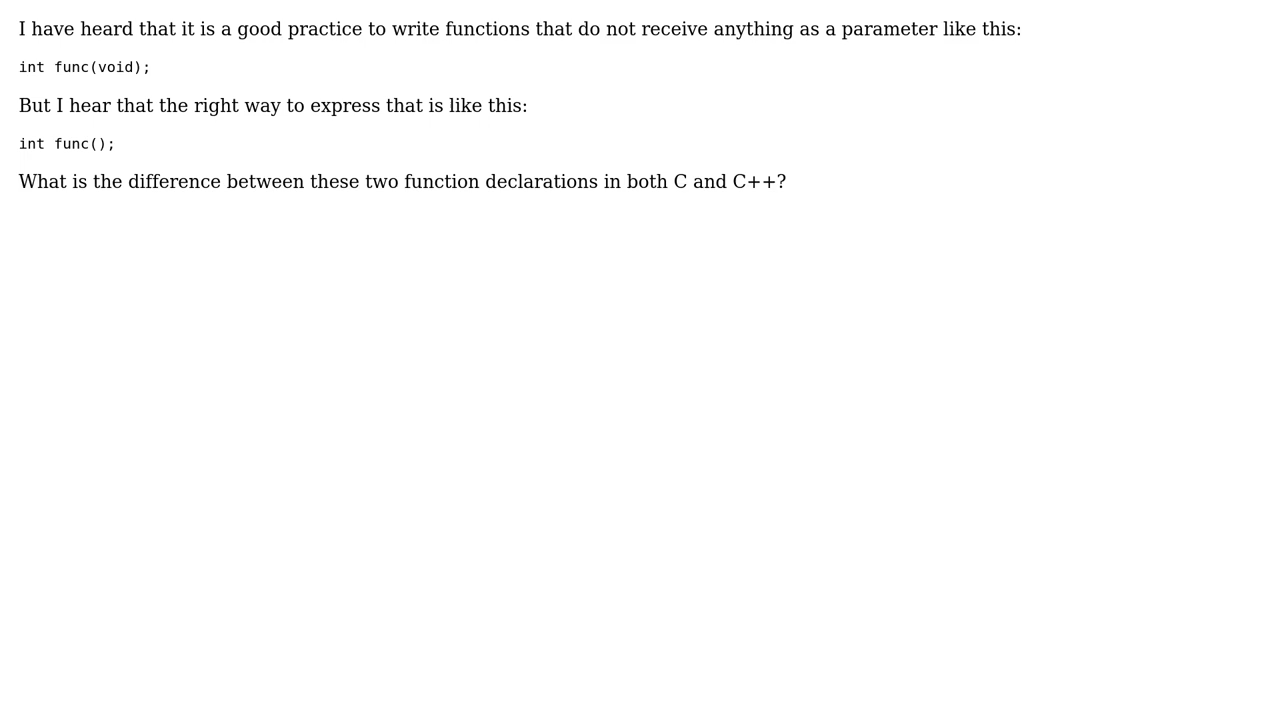 I have heard that it is a good practice to write functions that do not receive anything as a parameter like this:
int func(void);
But I hear that the right way to express that is like this:
int func();
What is the difference between these two function declarations in both C and C++?